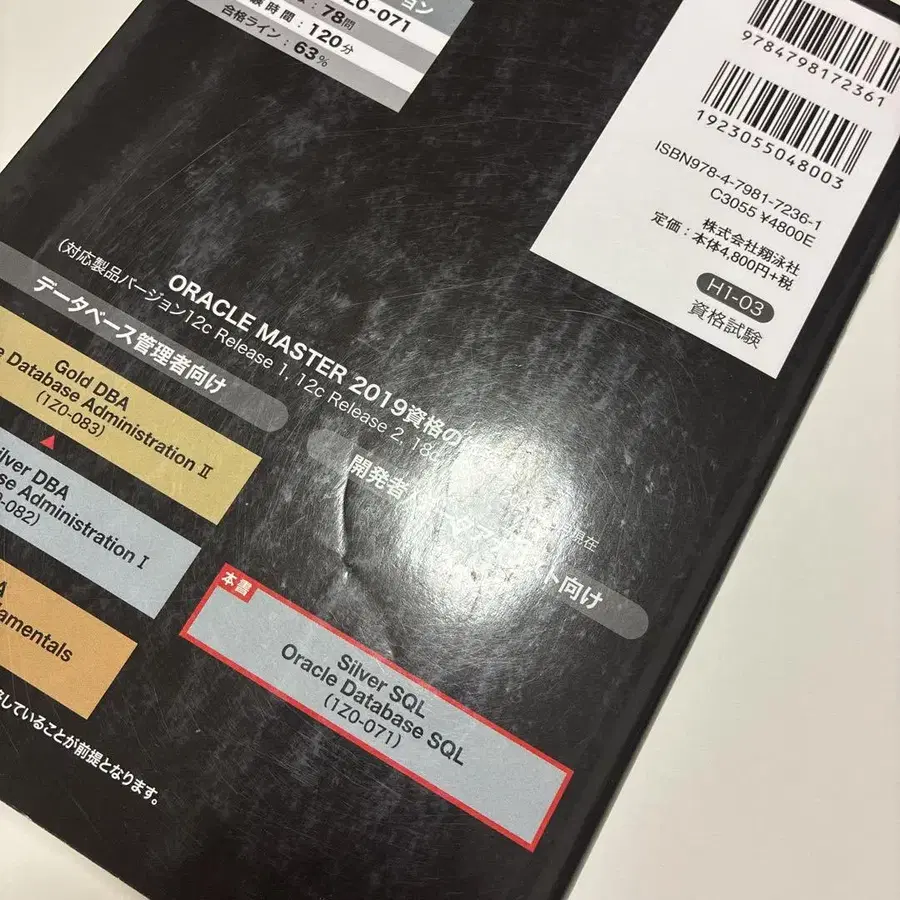 ション
Z0-071
: 78問
験時間：120分
合格ライン：63%
9784798172361
1923055048003
ISBN978-4-7981-7236-1
C3055 ¥4800E
株式会社翔泳社
定価：本体4,800円+税
H1-03
資格試験
ORACLE MASTER 2019資格の
(対応製品バージョン12c Release 1, 12c Release 2, 18c
現在
データベース管理者向け
Gold DBA
Database Administration Ⅱ
(1Z0-083)
Silver DBA
Administration Ⅰ
-082)
開発者
ト向け
本書
Silver SQL
Oracle Database SQL
(1Z0-071)
していることが前提となります。